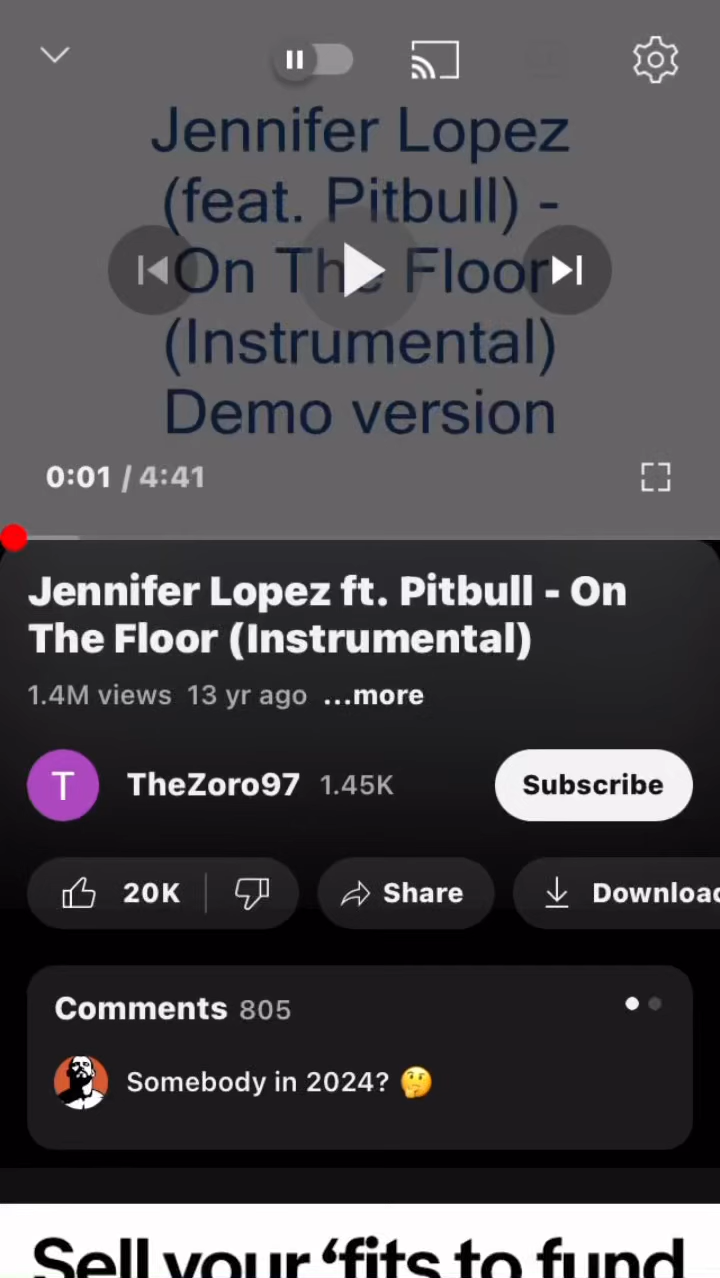 Jennifer Lopez
(feat. Pitbull) -
On The Floor
(Instrumental)
Demo version
0:01 / 4:41
Jennifer Lopez ft. Pitbull - On
The Floor (Instrumental)
1.4M views 13 yr ago ...more
T TheZoro97 1.45K Subscribe
20K Share Download
Comments 805
Somebody in 2024? 🤔
Sell your ‘fits to fund